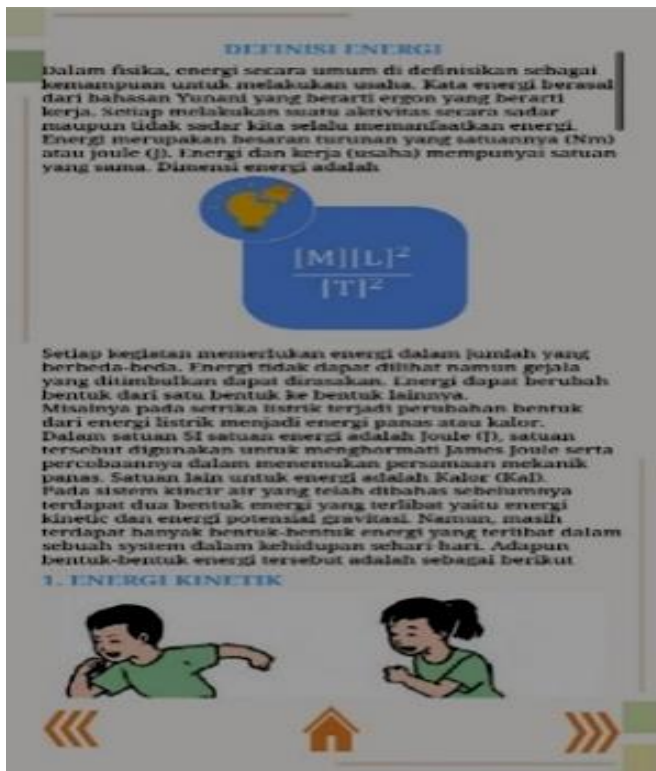 DEFINISI ENERGI
Dalam fisika, energi secara umum di definisikan sebagai
kemampuan untuk melakukan usaha. Kata energi berasal
dari bahasan Yunani yang berarti ergon yang berarti
kerja. Setiap melakukan suatu aktivitas secara sadar
maupun tidak sadar kita selalu memanfaatkan energi.
Energi merupakan besaran turunan yang satuannya (Nm)
atau joule (J). Energi dan kerja (usaha) mempunyai satuan
yang sama. Dimensi energi adalah
[M][L]²
[T]²
Setiap kegiatan memerlukan energi dalam jumlah yang
berbeda-beda. Energi tidak dapat dilihat namun gejala
yang ditimbulkan dapat dirasakan. Energi dapat berubah
bentuk dari satu bentuk ke bentuk lainnya.
Misalnya pada setrika listrik terjadi perubahan bentuk
dari energi listrik menjadi energi panas atau kalor.
Dalam satuan SI satuan energi adalah Joule (J), satuan
tersebut digunakan untuk menghormati James Joule serta
percobaannya dalam menemukan persamaan mekanik
panas. Satuan lain untuk energi adalah Kalor (Kal).
Pada sistem kincir air yang telah dibahas sebelumnya
terdapat dua bentuk energi yang terlibat yaitu energi
kinetic dan energi potensial gravitasi. Namun, masih
terdapat banyak bentuk-bentuk energi yang terlibat dalam
sebuah system dalam kehidupan sehari-hari. Adapun
bentuk-bentuk energi tersebut adalah sebagai berikut
1. ENERGI KINETIK